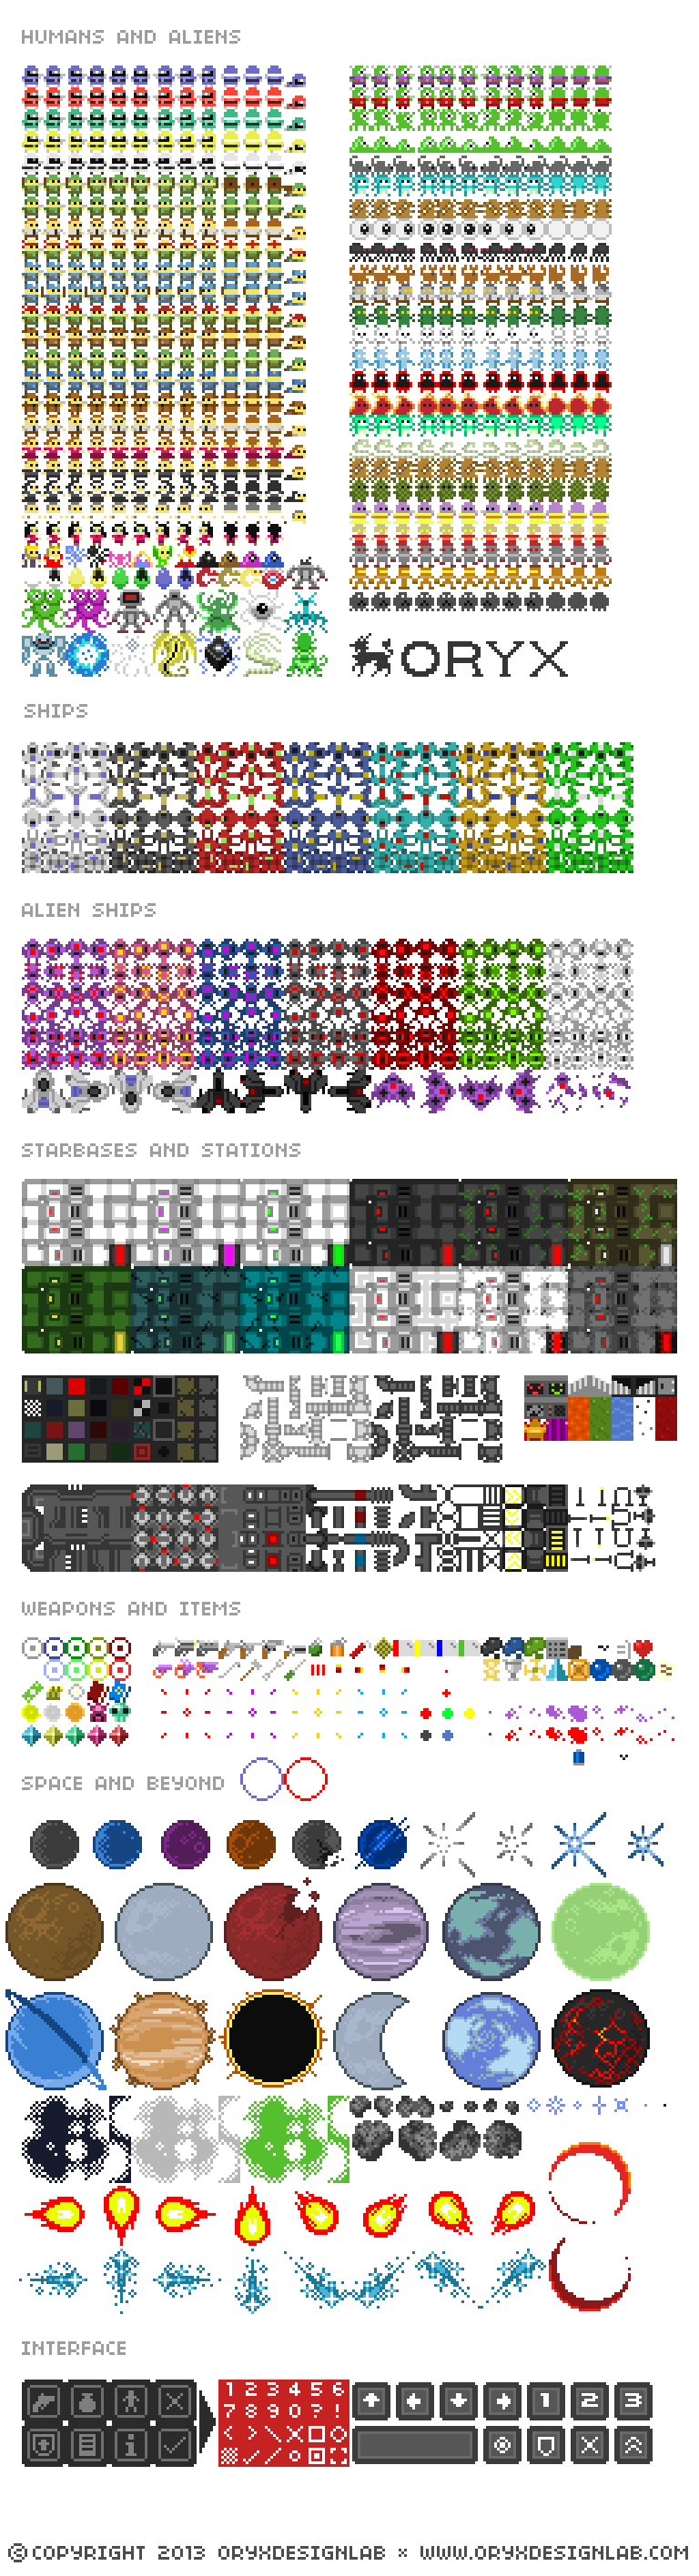 HUMANS AND ALIENS
ORYX
SHIPS
ALIEN SHIPS
STARBASES AND STATIONS
WEAPONS AND ITEMS
SPACE AND BEYOND
INTERFACE
1 2 3 4 5 6
7 8 9 0 ? !
1 2 3
i
© COPYRIGHT 2013 ORYXDESIGNLAB × WWW.ORYXDESIGNLAB.COM